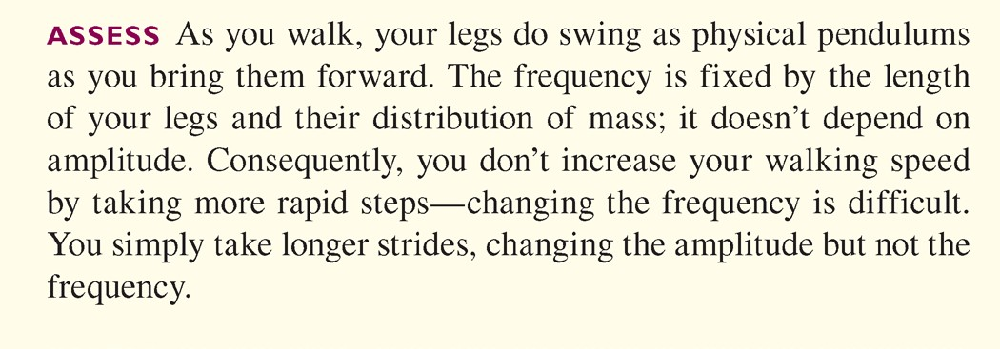 ASSESS As you walk, your legs do swing as physical pendulums
as you bring them forward. The frequency is fixed by the length
of your legs and their distribution of mass; it doesn’t depend on
amplitude. Consequently, you don’t increase your walking speed
by taking more rapid steps—changing the frequency is difficult.
You simply take longer strides, changing the amplitude but not the
frequency.